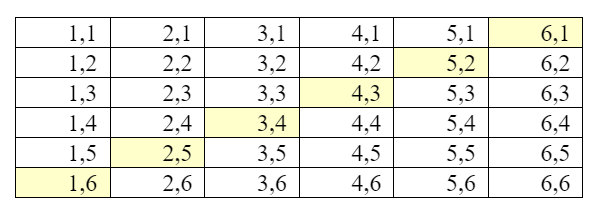 1,1 2,1 3,1 4,1 5,1 6,1
1,2 2,2 3,2 4,2 5,2 6,2
1,3 2,3 3,3 4,3 5,3 6,3
1,4 2,4 3,4 4,4 5,4 6,4
1,5 2,5 3,5 4,5 5,5 6,5
1,6 2,6 3,6 4,6 5,6 6,6